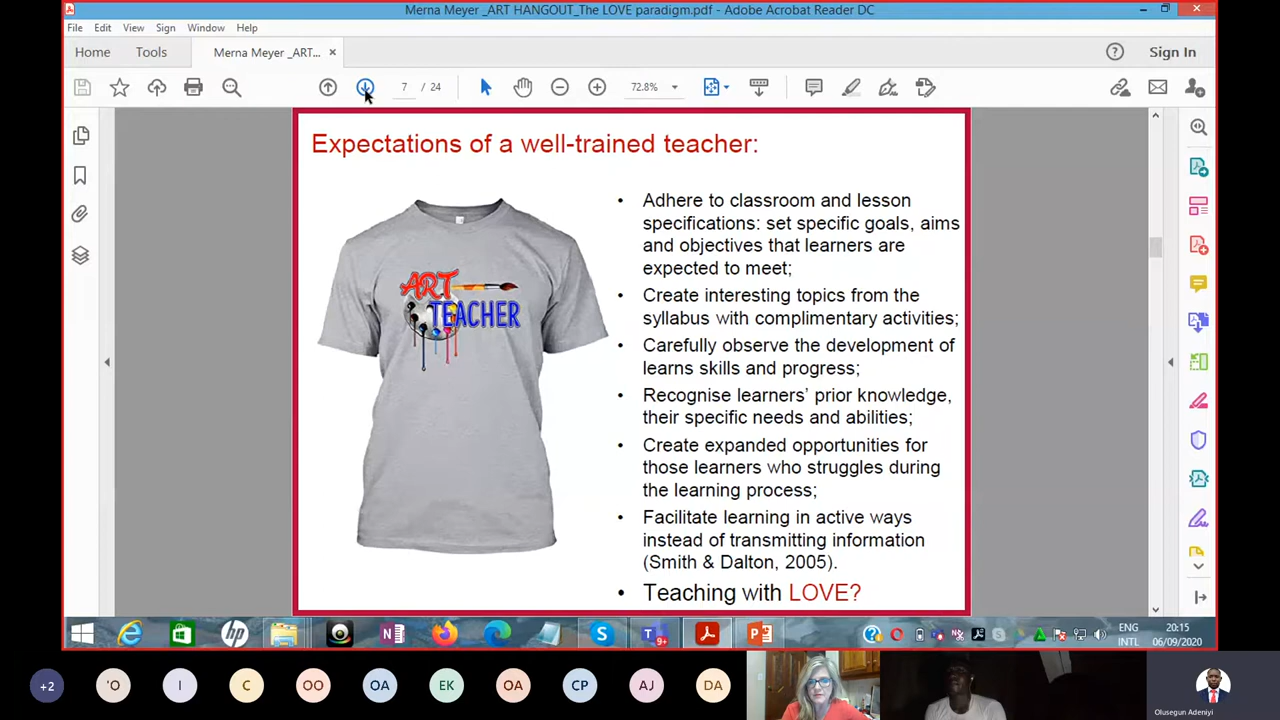 Merna Meyer _ART HANGOUT_The LOVE paradigm.pdf - Adobe Acrobat Reader DC
File Edit View Sign Window Help
Home Tools Merna Meyer _ART... × Sign In
7 / 24 72.8%
Expectations of a well-trained teacher:
ART
TEACHER
• Adhere to classroom and lesson
specifications: set specific goals, aims
and objectives that learners are
expected to meet;
• Create interesting topics from the
syllabus with complimentary activities;
• Carefully observe the development of
learns skills and progress;
• Recognise learners' prior knowledge,
their specific needs and abilities;
• Create expanded opportunities for
those learners who struggles during
the learning process;
• Facilitate learning in active ways
instead of transmitting information
(Smith & Dalton, 2005).
• Teaching with LOVE?
ENG 20:15
INTL 06/09/2020
+2 'O I C OO OA EK OA CP AJ DA
Olusegun Adeniyi